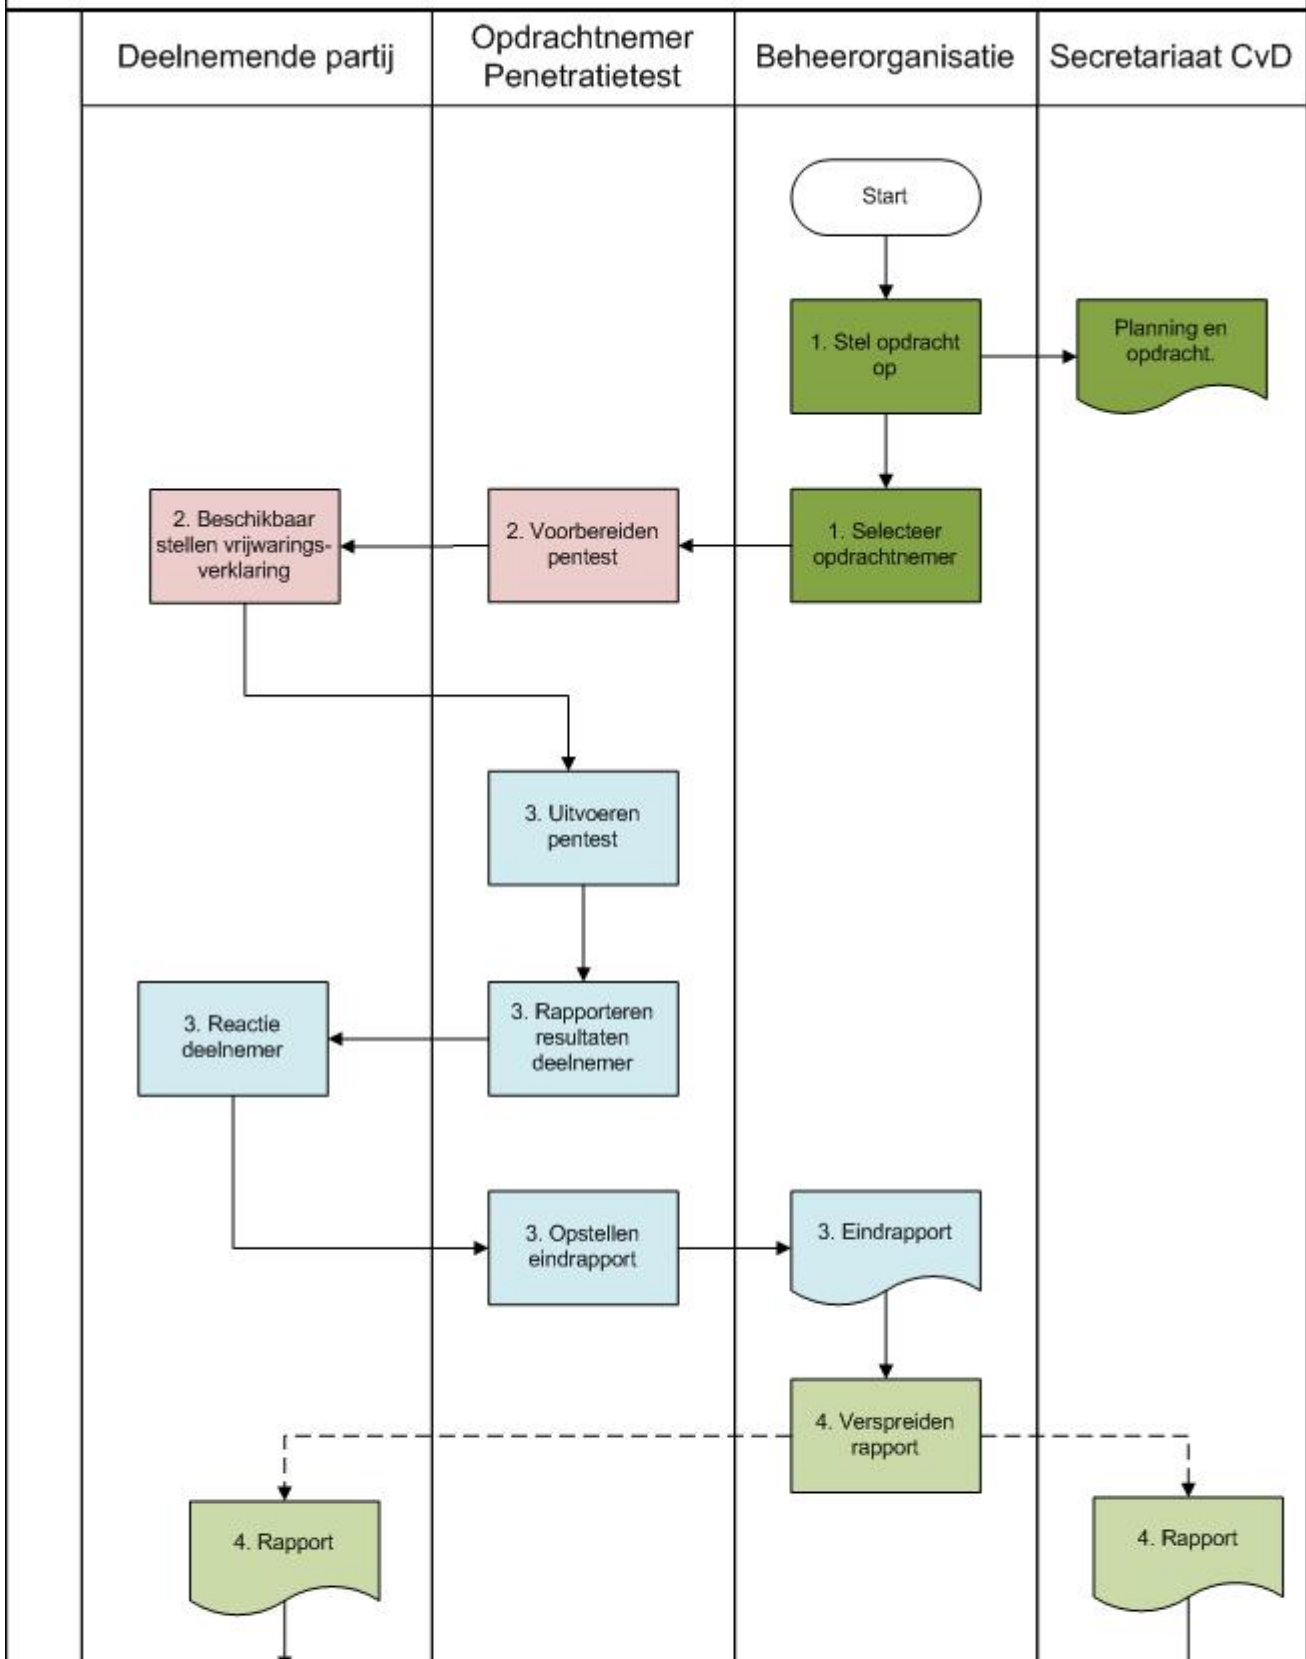 Deelnemende partij
Opdrachtnemer
Penetratietest
Beheerorganisatie
Secretariaat CvD
Start
1. Stel opdracht
op
Planning en
opdracht.
2. Beschikbaar
stellen vrijwarings-
verklaring
2. Voorbereiden
pentest
1. Selecteer
opdrachtnemer
3. Uitvoeren
pentest
3. Reactie
deelnemer
3. Rapporteren
resultaten
deelnemer
3. Opstellen
eindrapport
3. Eindrapport
4. Verspreiden
rapport
4. Rapport
4. Rapport